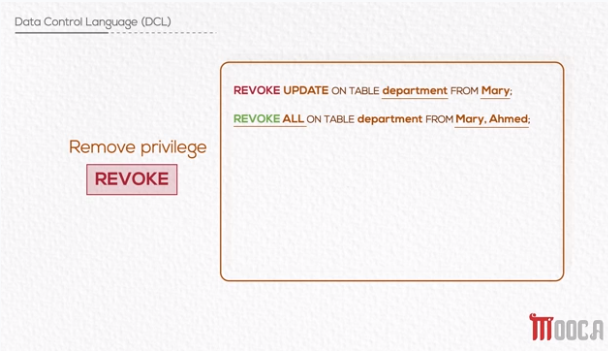 Data Control Language (DCL)
REVOKE UPDATE ON TABLE department FROM Mary;
REVOKE ALL ON TABLE department FROM Mary, Ahmed;
Remove privilege
REVOKE
MOOCA